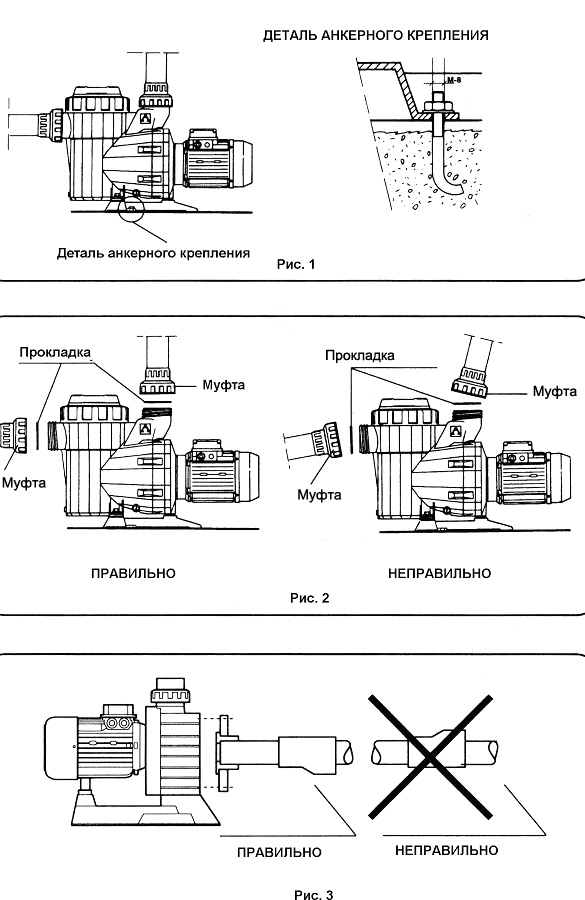 ДЕТАЛЬ АНКЕРНОГО КРЕПЛЕНИЯ
М-8
Деталь анкерного крепления
Рис. 1
Прокладка
Муфта
Муфта
ПРАВИЛЬНО
Прокладка
Муфта
Муфта
НЕПРАВИЛЬНО
Рис. 2
ПРАВИЛЬНО
НЕПРАВИЛЬНО
Рис. 3